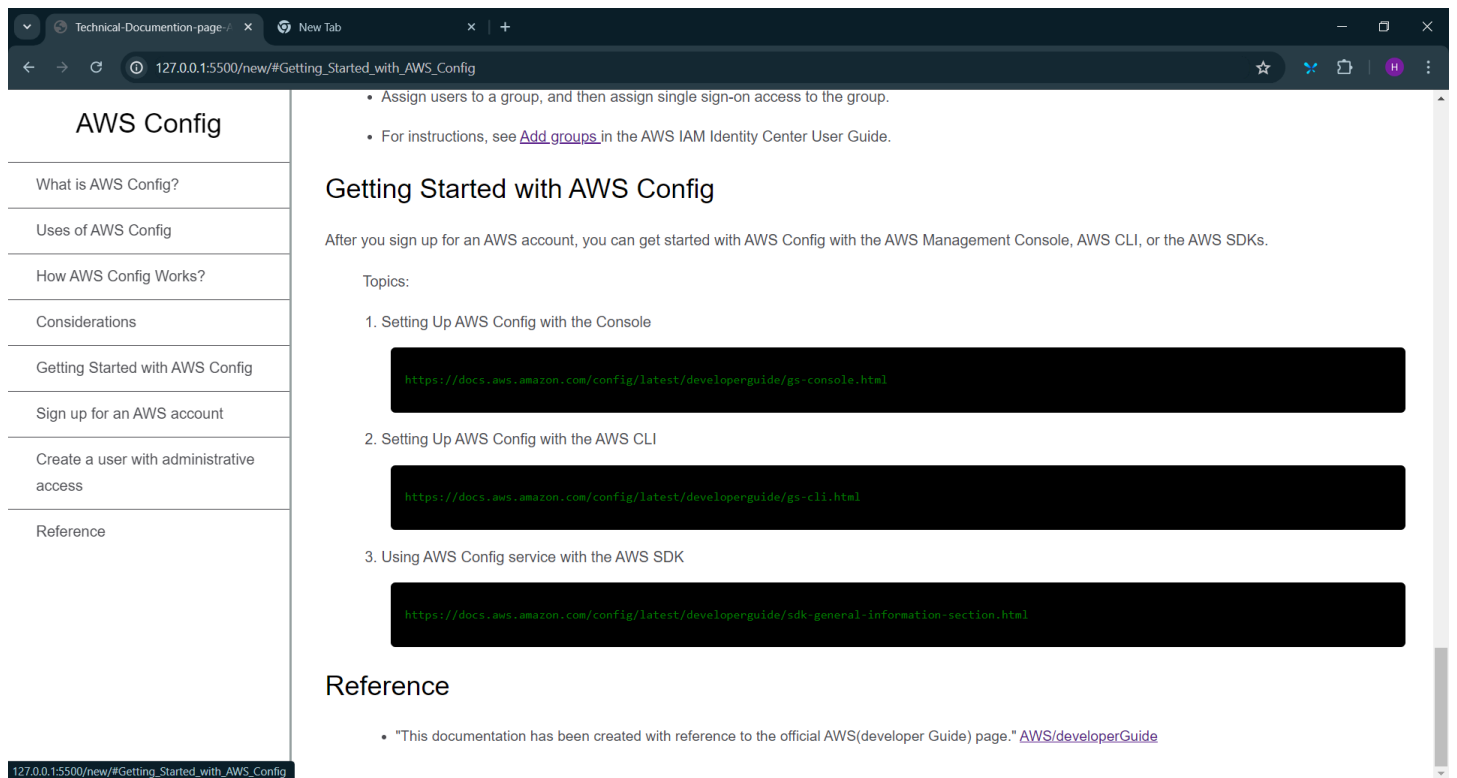 Technical-Documention-page-A
New Tab
127.0.0.1:5500/new/#Getting_Started_with_AWS_Config
H
AWS Config
What is AWS Config?
Uses of AWS Config
How AWS Config Works?
Considerations
Getting Started with AWS Config
Sign up for an AWS account
Create a user with administrative
access
Reference
• Assign users to a group, and then assign single sign-on access to the group.
• For instructions, see Add groups in the AWS IAM Identity Center User Guide.
Getting Started with AWS Config
After you sign up for an AWS account, you can get started with AWS Config with the AWS Management Console, AWS CLI, or the AWS SDKs.
Topics:
1. Setting Up AWS Config with the Console
https://docs.aws.amazon.com/config/latest/developerguide/gs-console.html
2. Setting Up AWS Config with the AWS CLI
https://docs.aws.amazon.com/config/latest/developerguide/gs-cli.html
3. Using AWS Config service with the AWS SDK
https://docs.aws.amazon.com/config/latest/developerguide/sdk-general-information-section.html
Reference
• "This documentation has been created with reference to the official AWS(developer Guide) page." AWS/developerGuide
127.0.0.1:5500/new/#Getting_Started_with_AWS_Config